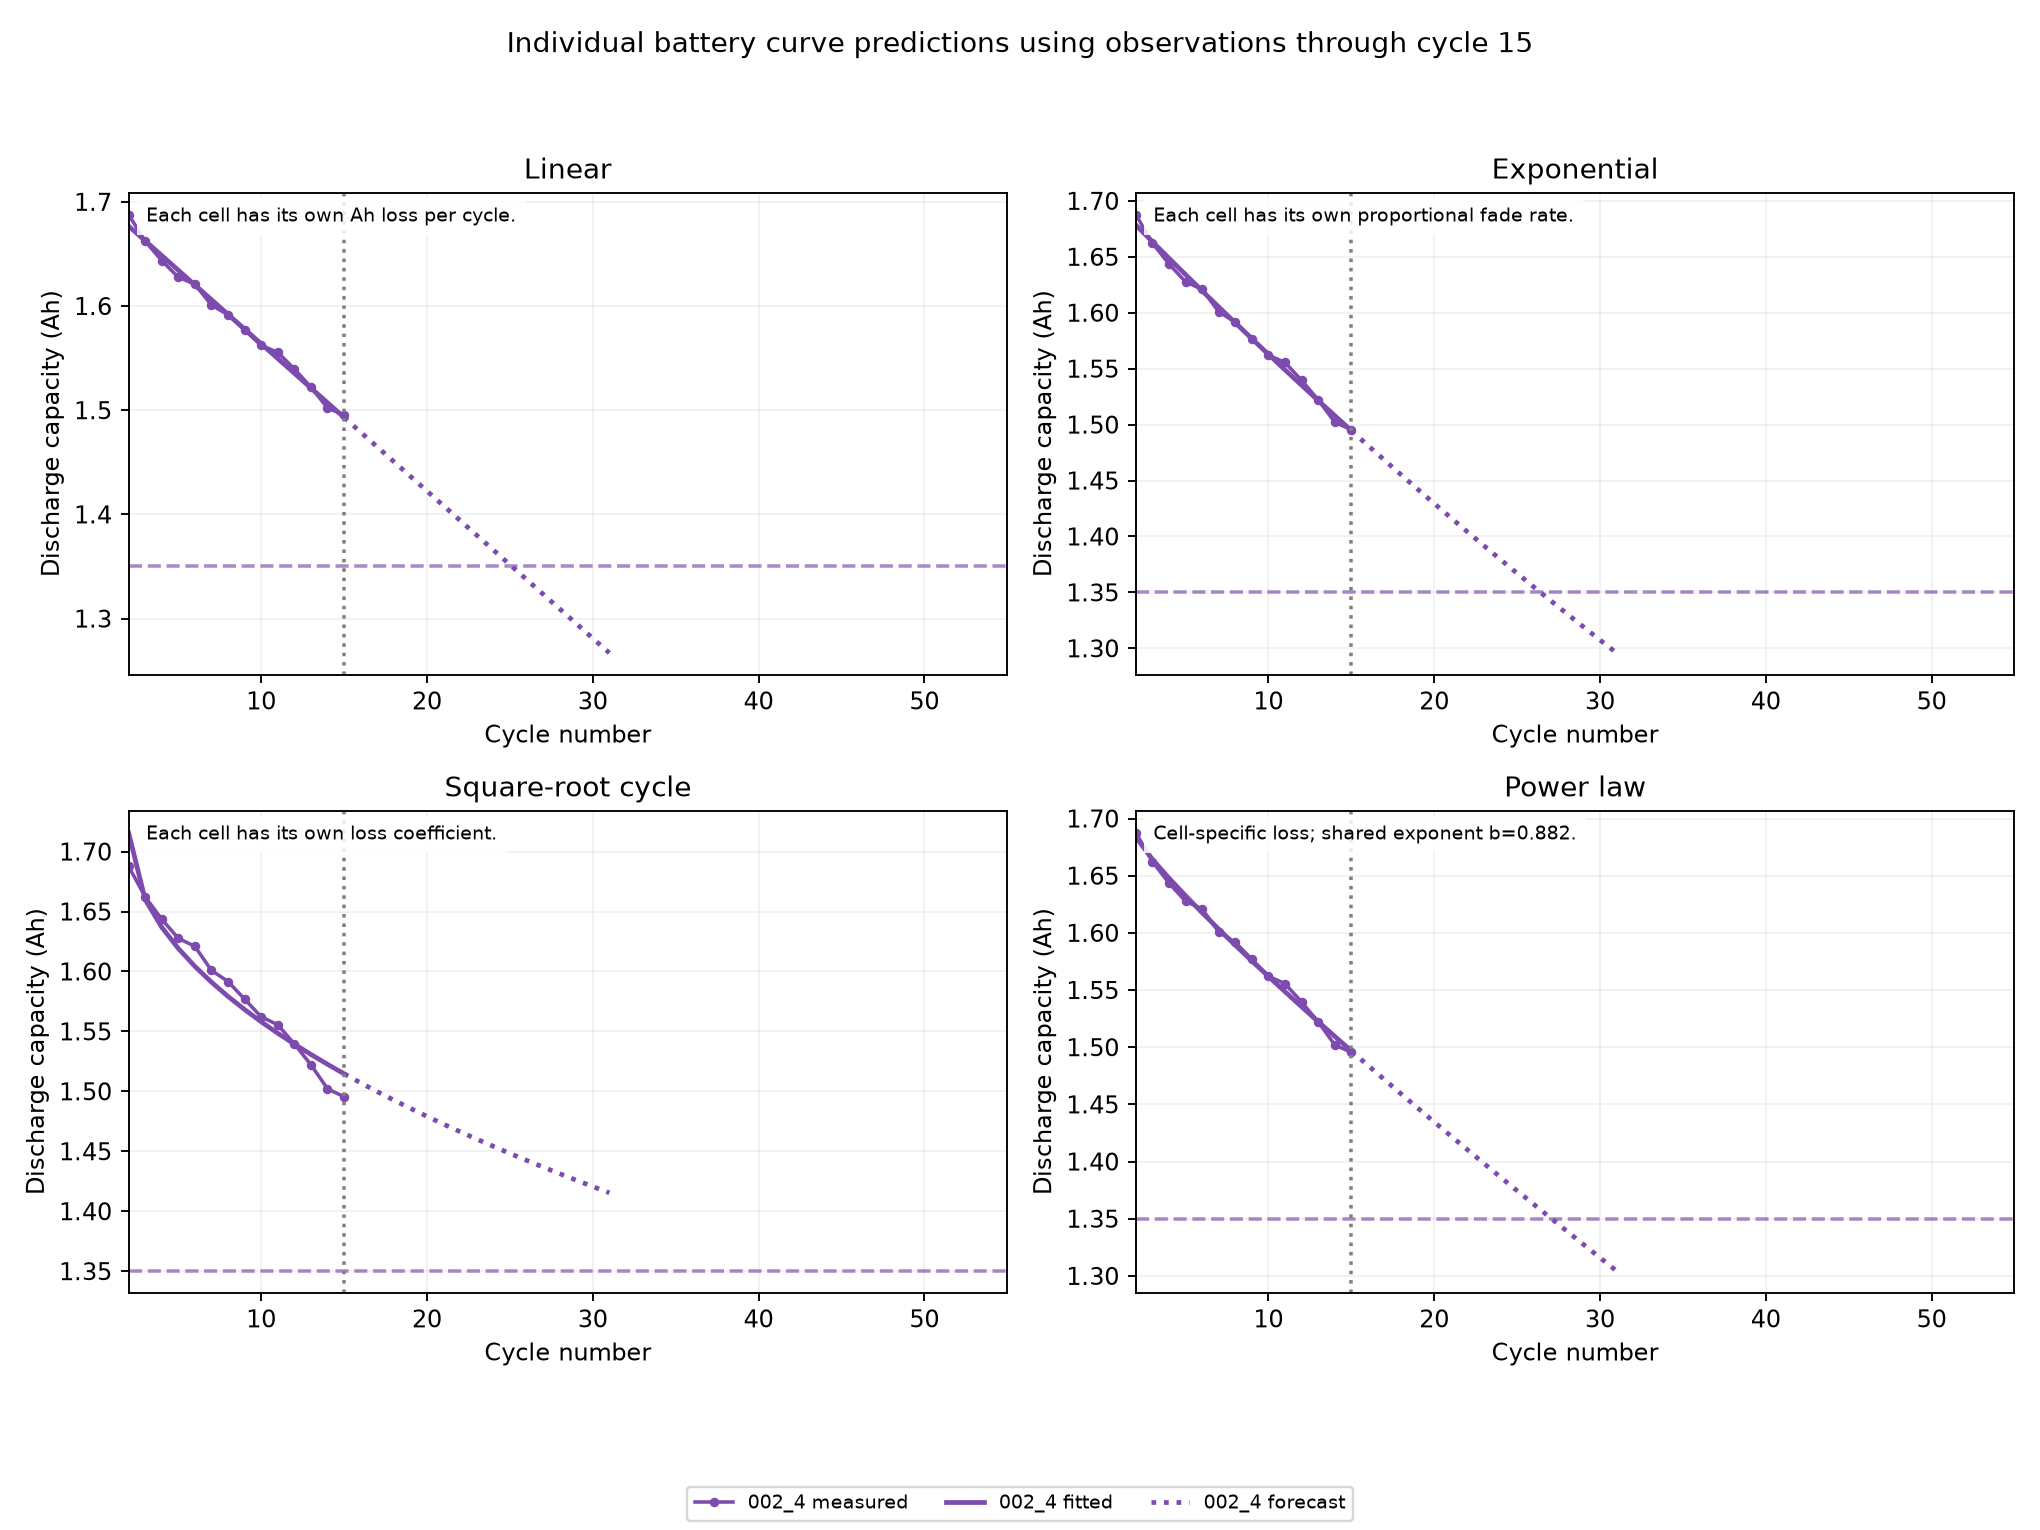 Individual battery curve predictions using observations through cycle 15
Linear
Each cell has its own Ah loss per cycle.
Discharge capacity (Ah)
1.7
1.6
1.5
1.4
1.3
10 20 30 40 50
Cycle number
Exponential
Each cell has its own proportional fade rate.
Discharge capacity (Ah)
1.70
1.65
1.60
1.55
1.50
1.45
1.40
1.35
1.30
10 20 30 40 50
Cycle number
Square-root cycle
Each cell has its own loss coefficient.
Discharge capacity (Ah)
1.70
1.65
1.60
1.55
1.50
1.45
1.40
1.35
10 20 30 40 50
Cycle number
Power law
Cell-specific loss; shared exponent b=0.882.
Discharge capacity (Ah)
1.70
1.65
1.60
1.55
1.50
1.45
1.40
1.35
1.30
10 20 30 40 50
Cycle number
002_4 measured 002_4 fitted 002_4 forecast